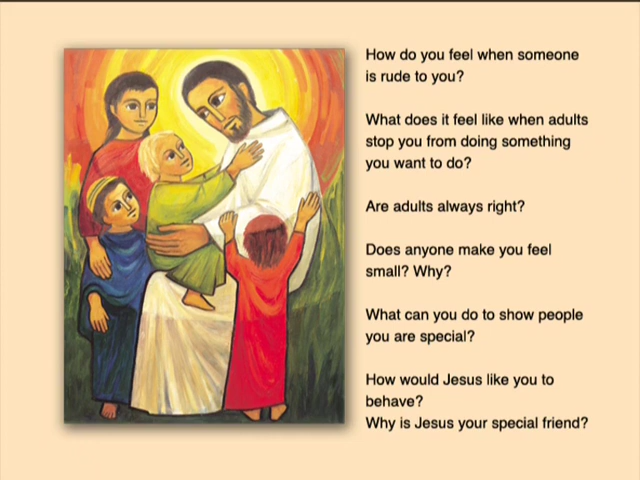 How do you feel when someone
is rude to you?
What does it feel like when adults
stop you from doing something
you want to do?
Are adults always right?
Does anyone make you feel
small? Why?
What can you do to show people
you are special?
How would Jesus like you to
behave?
Why is Jesus your special friend?